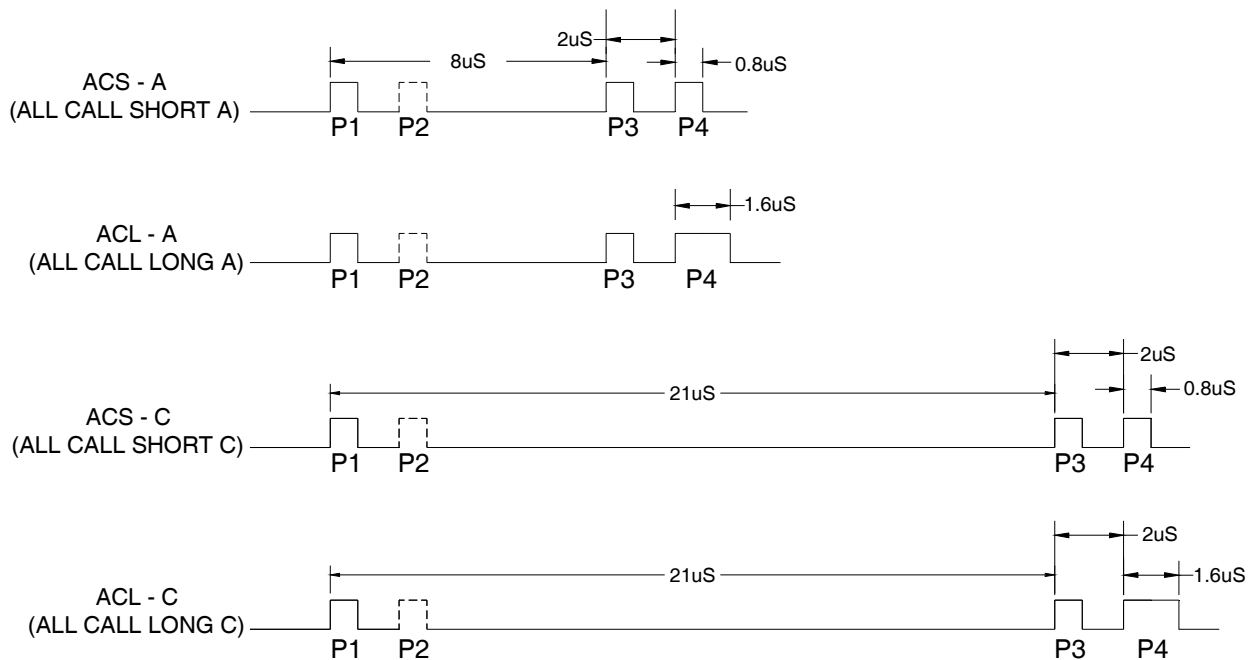 2uS
8uS
0.8uS
ACS - A
(ALL CALL SHORT A)
P1 P2 P3 P4
1.6uS
ACL - A
(ALL CALL LONG A)
P1 P2 P3 P4
2uS
21uS
0.8uS
ACS - C
(ALL CALL SHORT C)
P1 P2 P3 P4
2uS
21uS
1.6uS
ACL - C
(ALL CALL LONG C)
P1 P2 P3 P4